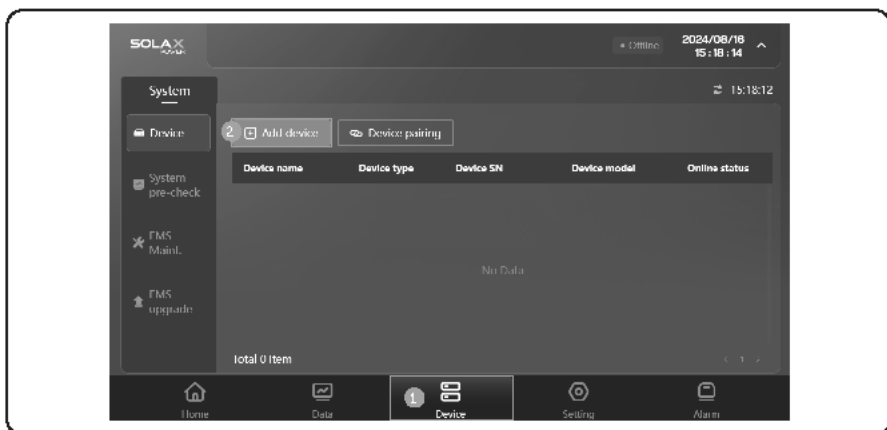 SOLAX
POWER
Offline
2024/08/16
15:18:14
System
15:18:12
Device
2
Add device
Device pairing
Device name
Device type
Device SN
Device model
Online status
System
pre-check
EMS
Maint.
No Data
EMS
upgrade
Total 0 Item
1
1
Home
Data
Device
Setting
Alarm